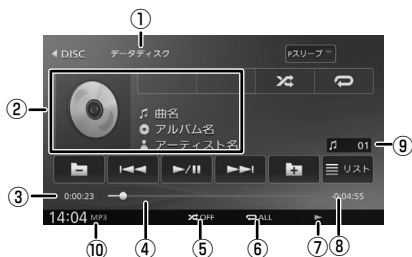 ①
DISC データディスク Pスリープ
②
曲名
アルバム名
アーティスト名
01 ⑨
リスト
③ 0:00:23 -0:04:55
14:04 MP3 OFF ALL
⑩ ④ ⑤ ⑥ ⑦ ⑧